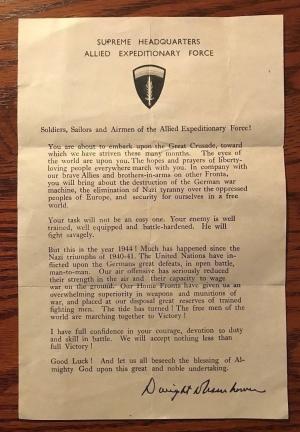 SUPREME HEADQUARTERS
ALLIED EXPEDITIONARY FORCE
Soldiers, Sailors and Airmen of the Allied Expeditionary Force!
You are about to embark upon the Great Crusade, toward
which we have striven these many months. The eyes of
the world are upon you. The hopes and prayers of liberty-
loving people everywhere march with you. In company with
our brave Allies and brothers-in-arms on other Fronts,
you will bring about the destruction of the German war
machine, the elimination of Nazi tyranny over the oppressed
peoples of Europe, and security for ourselves in a free
world.
Your task will not be an easy one. Your enemy is well
trained, well equipped and battle-hardened. He will
fight savagely.
But this is the year 1944! Much has happened since the
Nazi triumphs of 1940-41. The United Nations have in-
flicted upon the Germans great defeats, in open battle,
man-to-man. Our air offensive has seriously reduced
their strength in the air and their capacity to wage
war on the ground. Our Home Fronts have given us an
overwhelming superiority in weapons and munitions of
war, and placed at our disposal great reserves of trained
fighting men. The tide has turned! The free men of the
world are marching together to Victory!
I have full confidence in your courage, devotion to duty
and skill in battle. We will accept nothing less than
full Victory!
Good Luck! And let us all beseech the blessing of Al-
mighty God upon this great and noble undertaking.
Dwight D Eisenhower